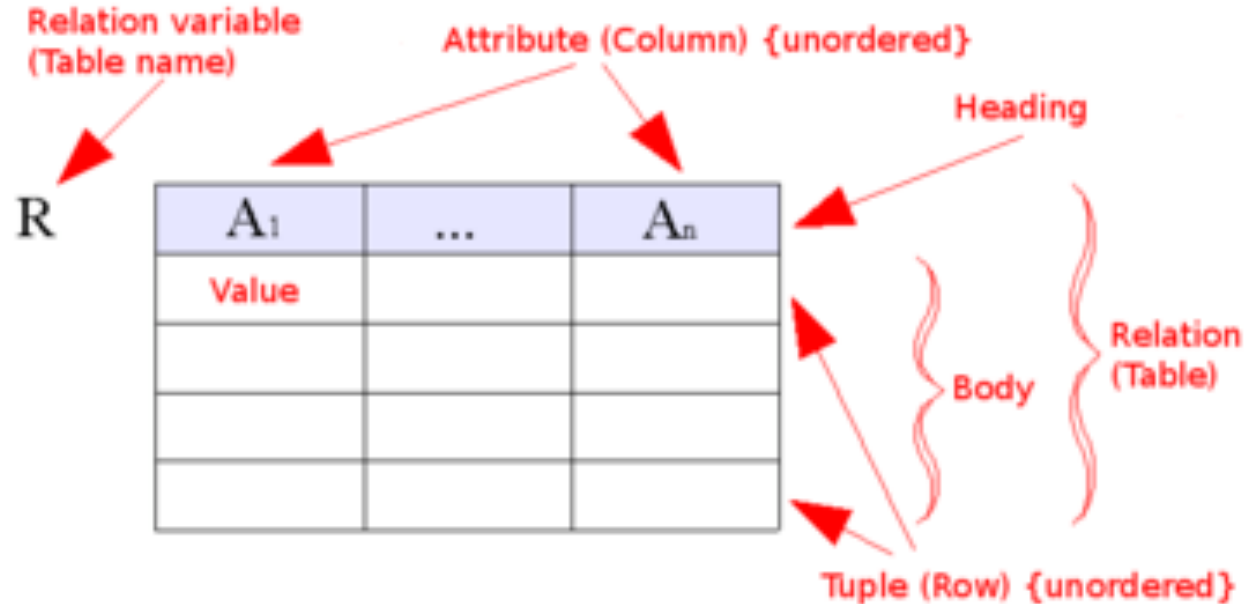 Relation variable
(Table name)
Attribute (Column) {unordered}
Heading
R
A1
...
An
Value
Relation
(Table)
Body
Tuple (Row) {unordered}